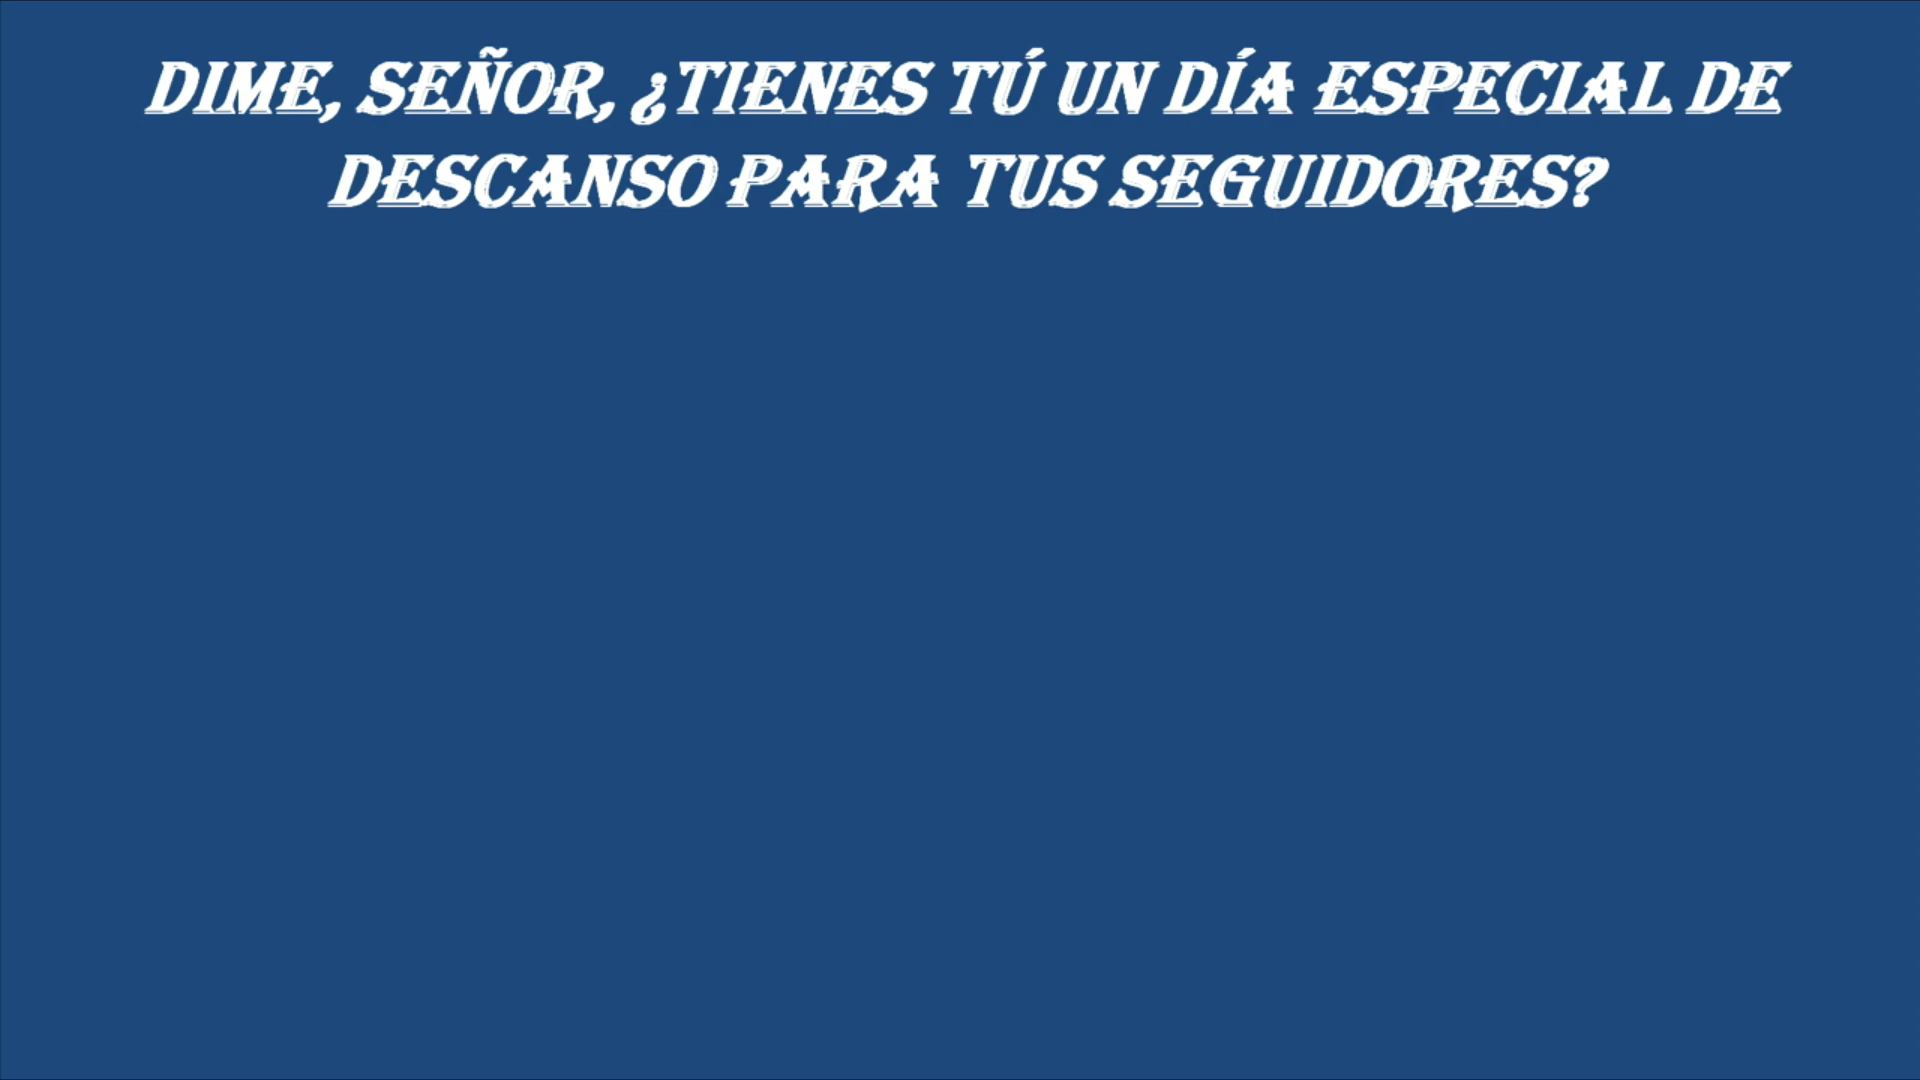 DIME, SEÑOR, ¿TIENES TÚ UN DÍA ESPECIAL DE
DESCANSO PARA TUS SEGUIDORES?